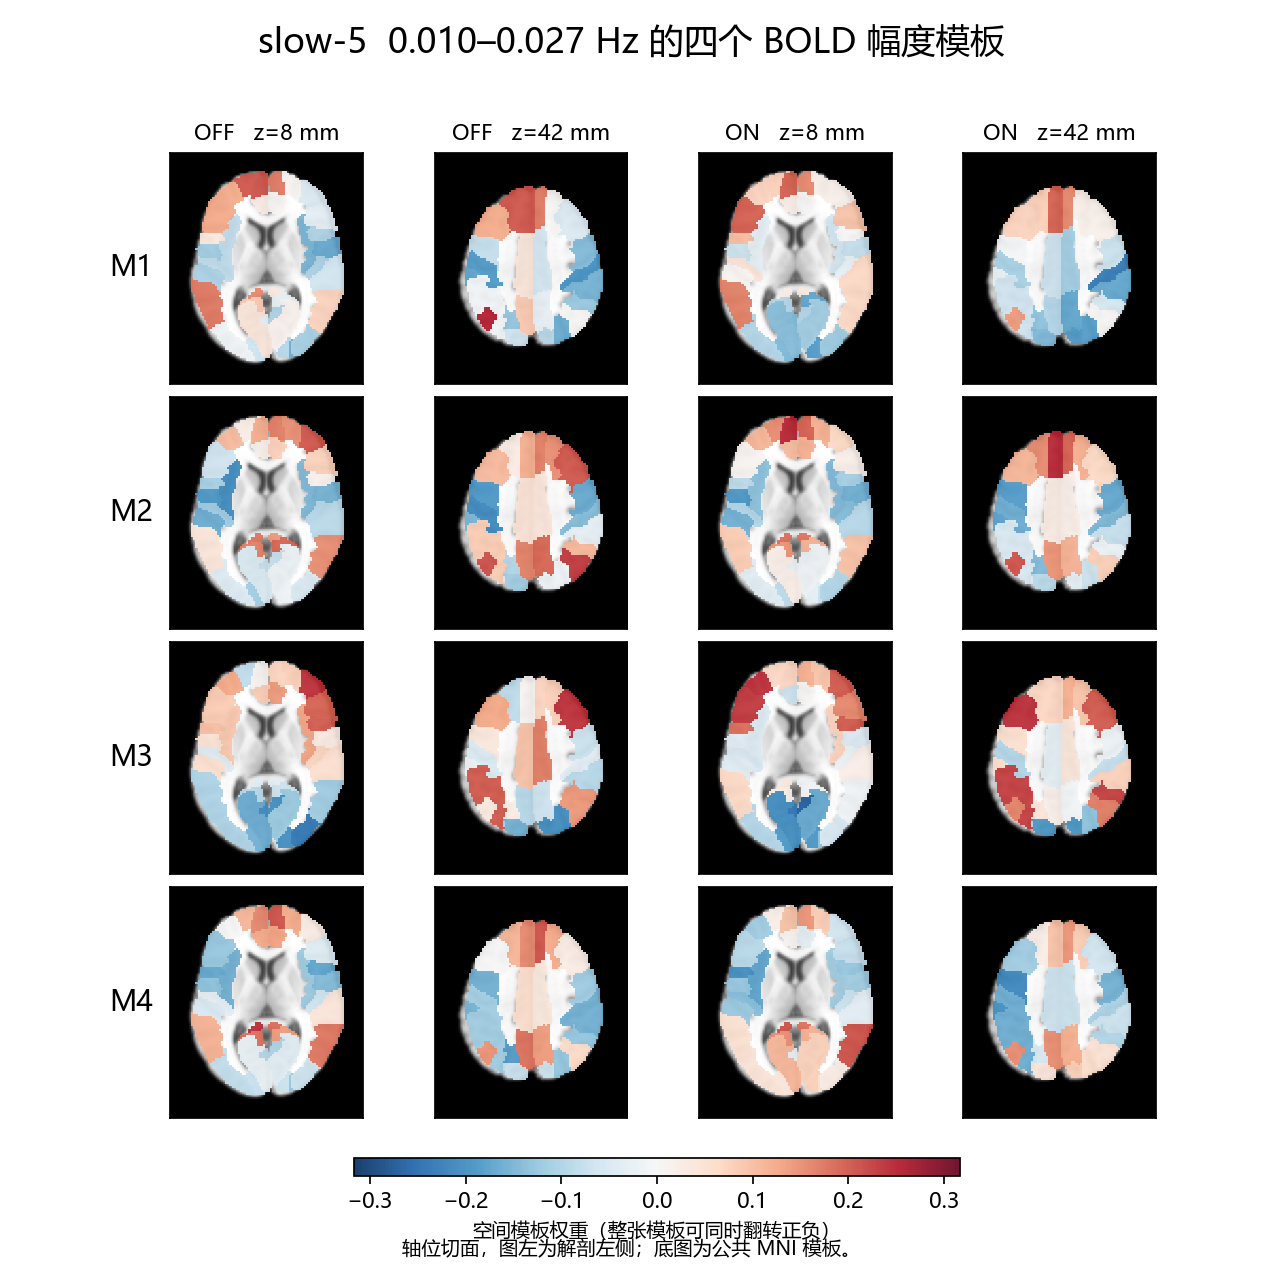 slow-5  0.010–0.027 Hz 的四个 BOLD 幅度模板
OFF   z=8 mm
OFF   z=42 mm
ON   z=8 mm
ON   z=42 mm
M1
M2
M3
M4
−0.3
−0.2
−0.1
0.0
0.1
0.2
0.3
空间模板权重（整张模板可同时翻转正负）
轴位切面，图左为解剖左侧；底图为公共 MNI 模板。